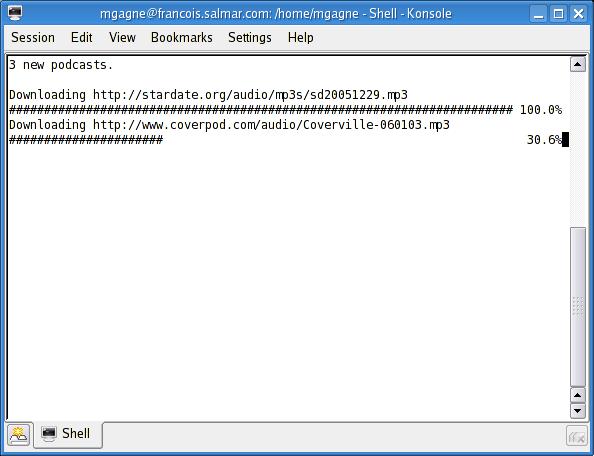 mgagne@francois.salmar.com: /home/mgagne - Shell - Konsole
Session Edit View Bookmarks Settings Help
3 new podcasts.
Downloading http://stardate.org/audio/mp3s/sd20051229.mp3
######################################################################## 100.0%
Downloading http://www.coverpod.com/audio/Coverville-060103.mp3
###################### 30.6%
Shell